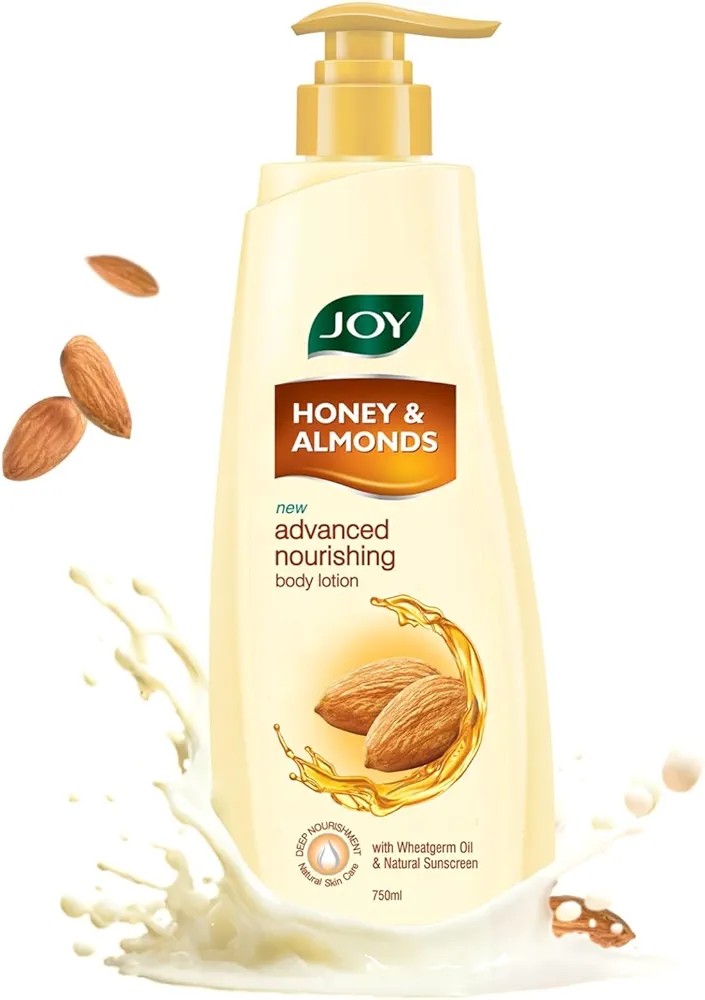 JOY
HONEY &
ALMONDS
new
advanced
nourishing
body lotion
DEEP NOURISHMENT
Natural Skin Care
with Wheatgerm Oil
& Natural Sunscreen
750ml